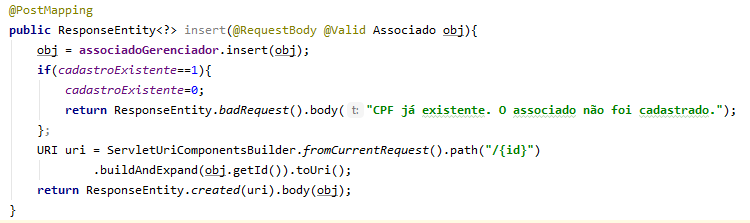 @PostMapping
public ResponseEntity<?> insert(@RequestBody @Valid Associado obj){
obj = associadoGerenciador.insert(obj);
if(cadastroExistente==1){
cadastroExistente=0;
return ResponseEntity.badRequest().body( t: "CPF já existente. O associado não foi cadastrado.");
};
URI uri = ServletUriComponentsBuilder.fromCurrentRequest().path("/{id}")
.buildAndExpand(obj.getId()).toUri();
return ResponseEntity.created(uri).body(obj);
}